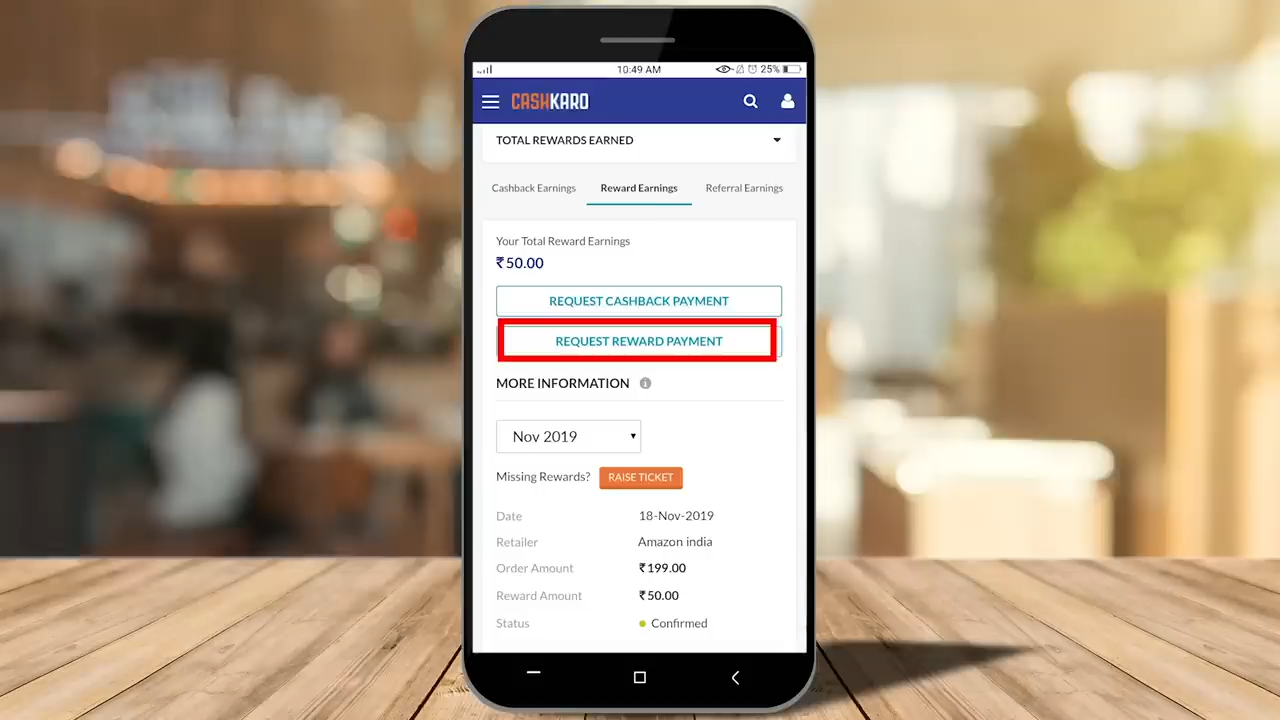 10:49 AM 25%
CASHKARO
TOTAL REWARDS EARNED
Cashback Earnings Reward Earnings Referral Earnings
Your Total Reward Earnings
₹50.00
REQUEST CASHBACK PAYMENT
REQUEST REWARD PAYMENT
MORE INFORMATION
Nov 2019
Missing Rewards? RAISE TICKET
Date 18-Nov-2019
Retailer Amazon india
Order Amount ₹199.00
Reward Amount ₹50.00
Status Confirmed